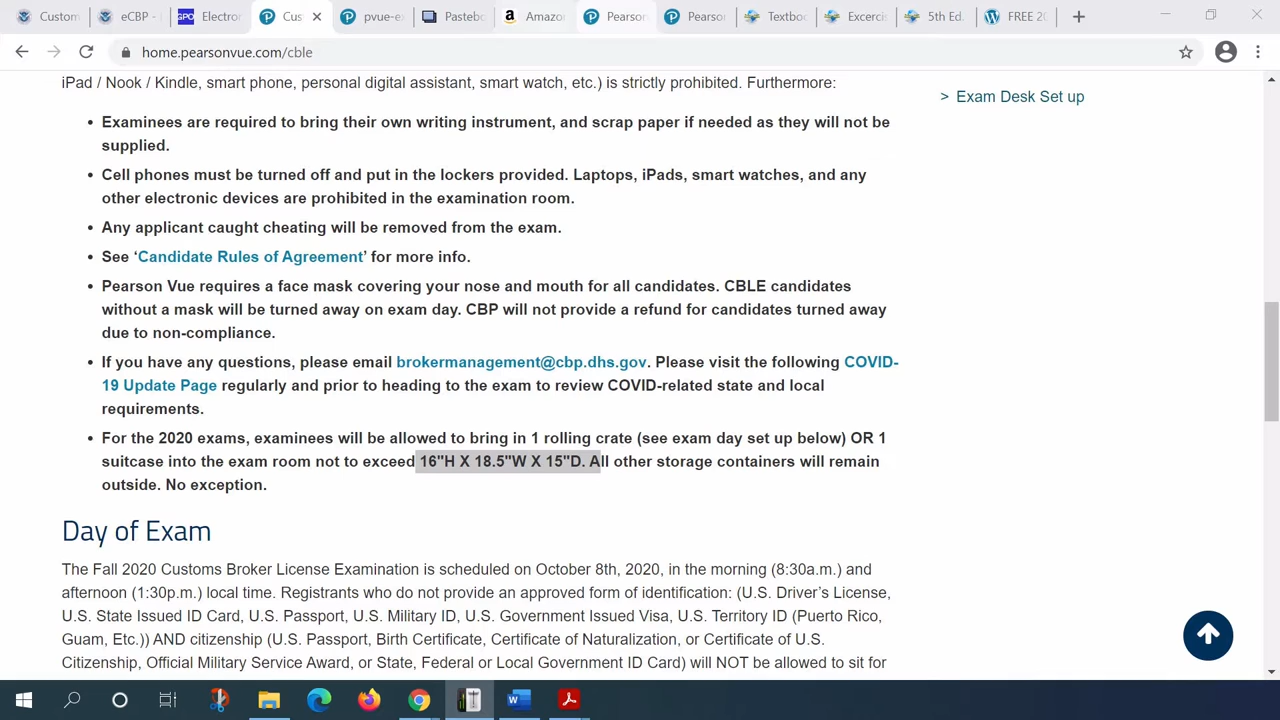 Custom
eCBP -
GPO
Electron
Cus
pvue-e
Pastebo
Amazon
Pearson
Pearson
Textbo
Excerci
5th Ed.
FREE 20
home.pearsonvue.com/cble
iPad / Nook / Kindle, smart phone, personal digital assistant, smart watch, etc.) is strictly prohibited. Furthermore:
> Exam Desk Set up
• Examinees are required to bring their own writing instrument, and scrap paper if needed as they will not be
supplied.
• Cell phones must be turned off and put in the lockers provided. Laptops, iPads, smart watches, and any
other electronic devices are prohibited in the examination room.
• Any applicant caught cheating will be removed from the exam.
• See ‘Candidate Rules of Agreement’ for more info.
• Pearson Vue requires a face mask covering your nose and mouth for all candidates. CBLE candidates
without a mask will be turned away on exam day. CBP will not provide a refund for candidates turned away
due to non-compliance.
• If you have any questions, please email brokermanagement@cbp.dhs.gov. Please visit the following COVID-
19 Update Page regularly and prior to heading to the exam to review COVID-related state and local
requirements.
• For the 2020 exams, examinees will be allowed to bring in 1 rolling crate (see exam day set up below) OR 1
suitcase into the exam room not to exceed 16"H X 18.5"W X 15"D. All other storage containers will remain
outside. No exception.
Day of Exam
The Fall 2020 Customs Broker License Examination is scheduled on October 8th, 2020, in the morning (8:30a.m.) and
afternoon (1:30p.m.) local time. Registrants who do not provide an approved form of identification: (U.S. Driver’s License,
U.S. State Issued ID Card, U.S. Passport, U.S. Military ID, U.S. Government Issued Visa, U.S. Territory ID (Puerto Rico,
Guam, Etc.)) AND citizenship (U.S. Passport, Birth Certificate, Certificate of Naturalization, or Certificate of U.S.
Citizenship, Official Military Service Award, or State, Federal or Local Government ID Card) will NOT be allowed to sit for